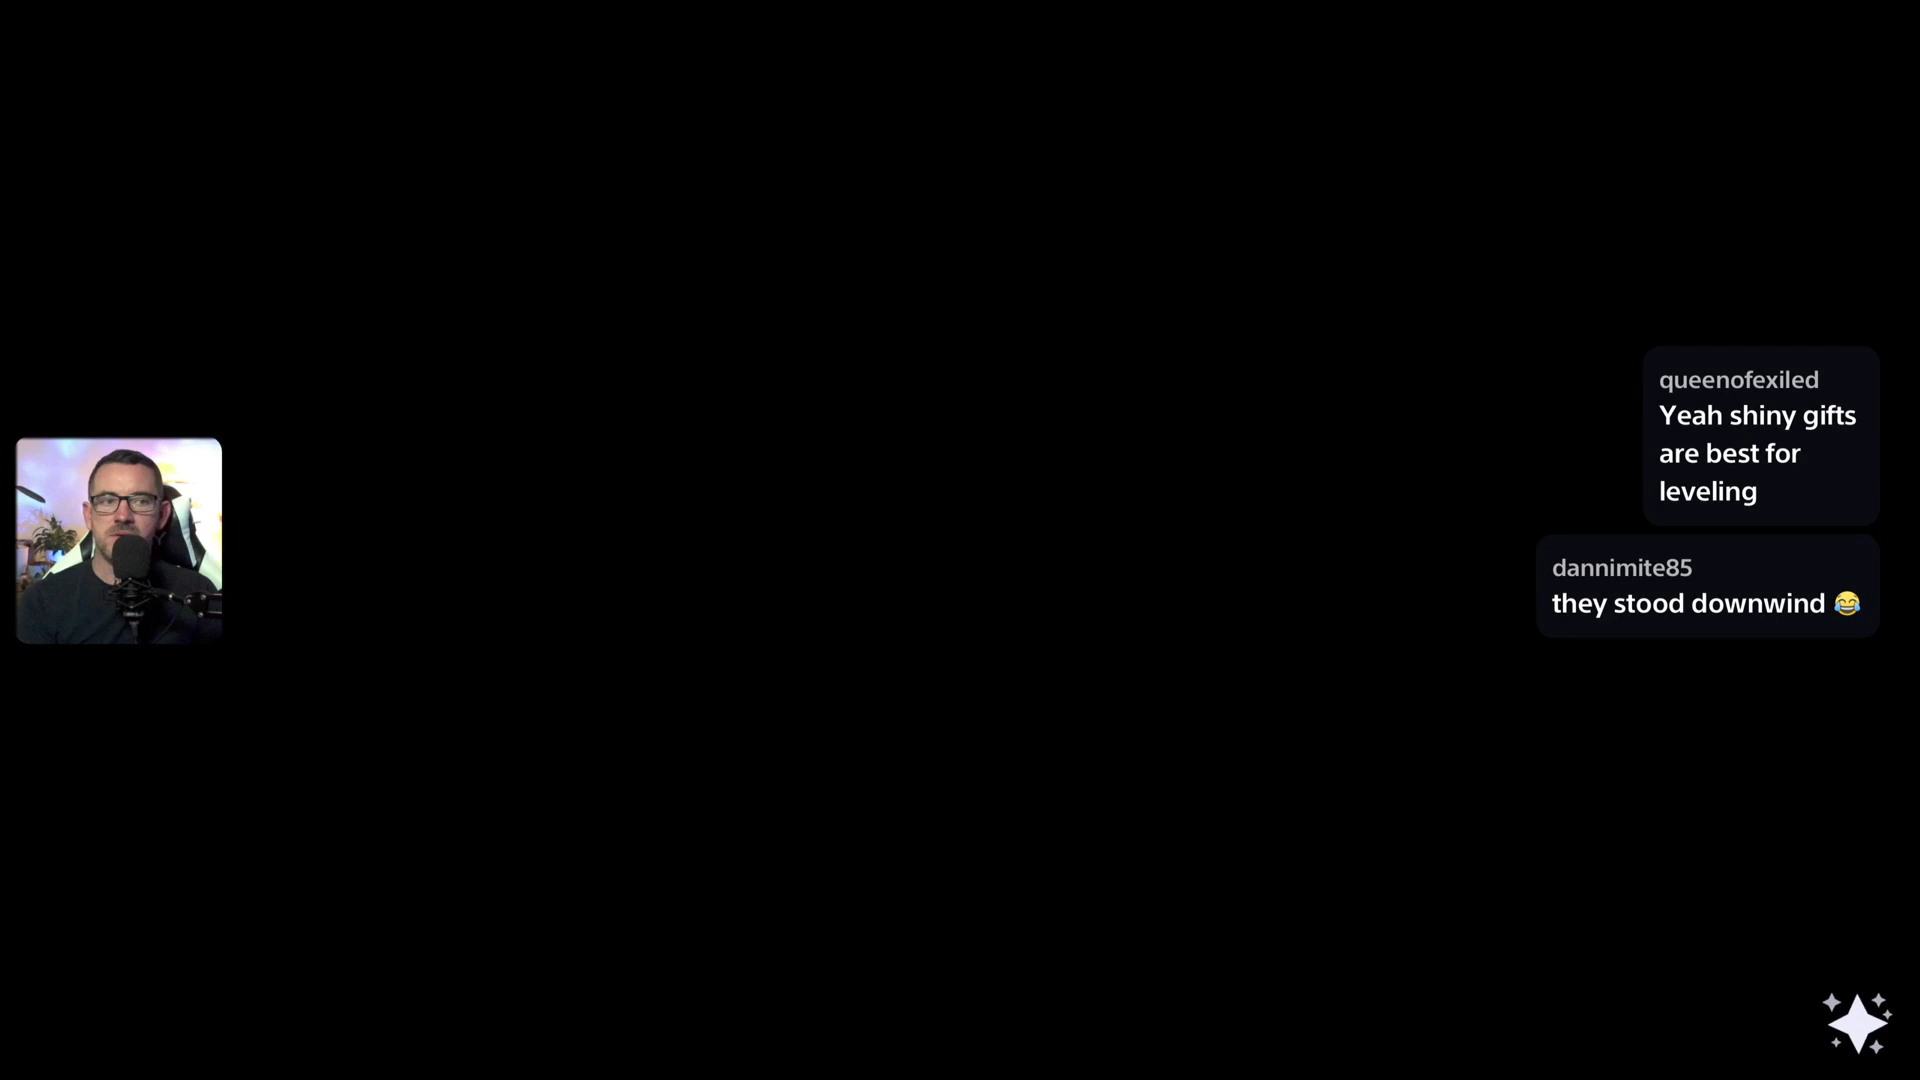 queenofexiled
Yeah shiny gifts
are best for
leveling
dannimite85
they stood downwind 😂